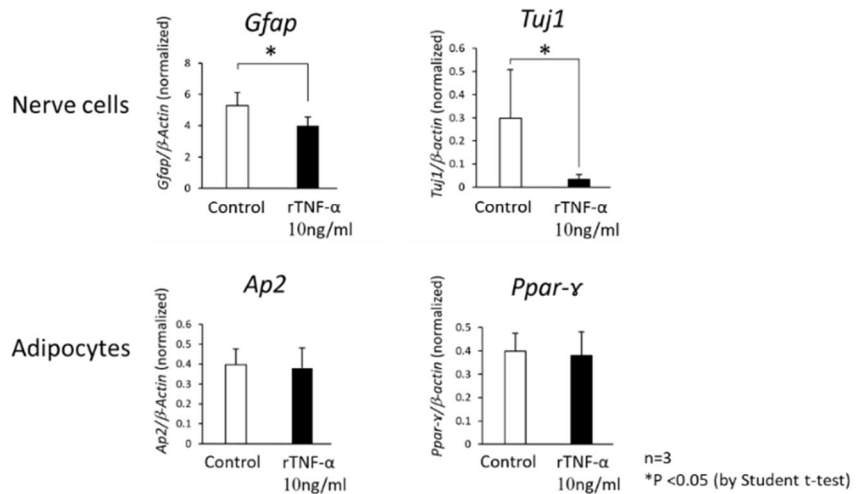 Gfap
Tuj1
Nerve cells
*
Gfap/β-Actin (normalized)
8
6
4
2
0
Control
rTNF-α
10ng/ml
*
Tuj1/β-actin (normalized)
0.6
0.5
0.4
0.3
0.2
0.1
0
Control
rTNF-α
10ng/ml
Ap2
Ppar-ɤ
Adipocytes
Ap2/β-Actin (normalized)
0.6
0.5
0.4
0.3
0.2
0.1
0
Control
rTNF-α
10ng/ml
Ppar-ɤ/β-actin (normalized)
0.5
0.4
0.3
0.2
0.1
0
Control
rTNF-α
10ng/ml
n=3
*P <0.05 (by Student t-test)